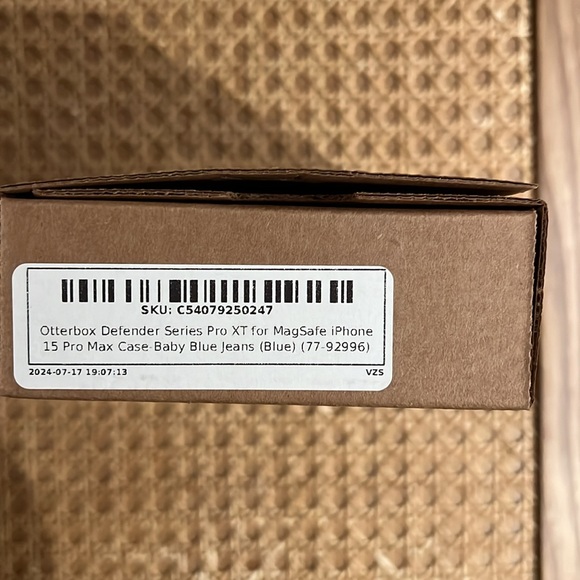 SKU: C54079250247
Otterbox Defender Series Pro XT for MagSafe iPhone
15 Pro Max Case-Baby Blue Jeans (Blue) (77-92996)
2024-07-17 19:07:13 VZS